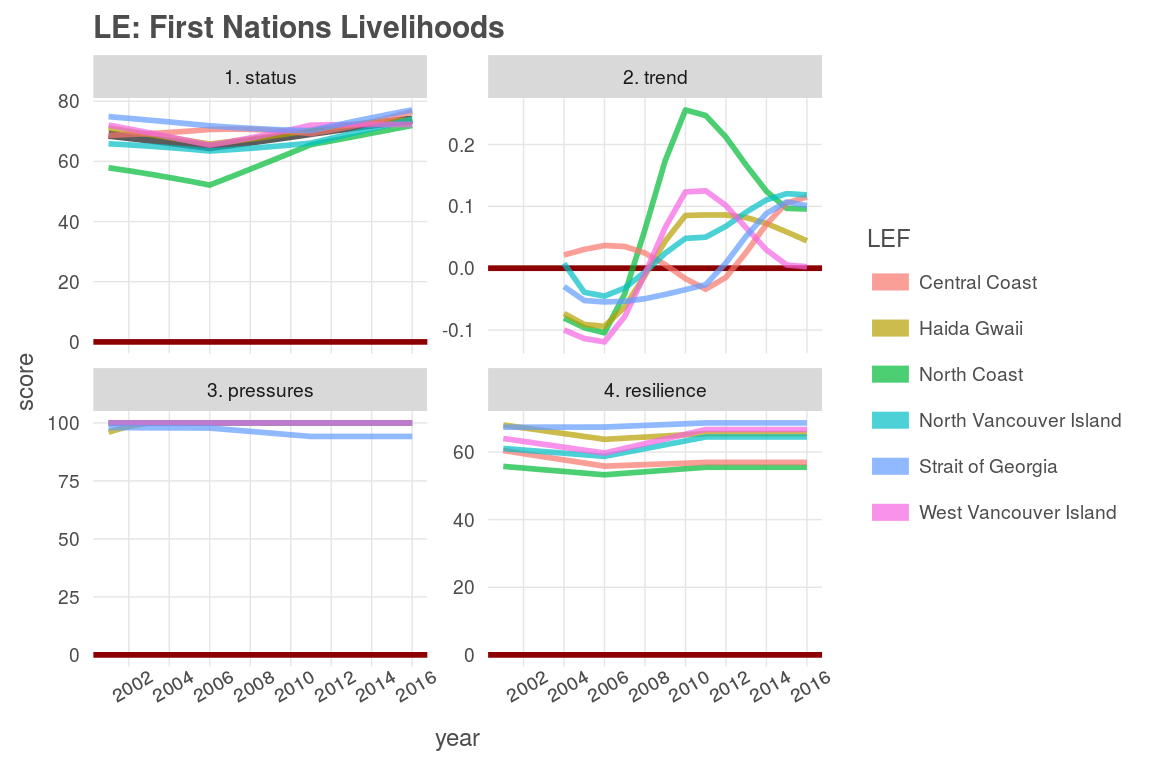 LE: First Nations Livelihoods
1. status
2. trend
80
60
40
20
0
0.2
0.1
0.0
-0.1
score
3. pressures
4. resilience
100
75
50
25
0
60
40
20
0
2002 2004 2006 2008 2010 2012 2014 2016
2002 2004 2006 2008 2010 2012 2014 2016
year
LEF
Central Coast
Haida Gwaii
North Coast
North Vancouver Island
Strait of Georgia
West Vancouver Island